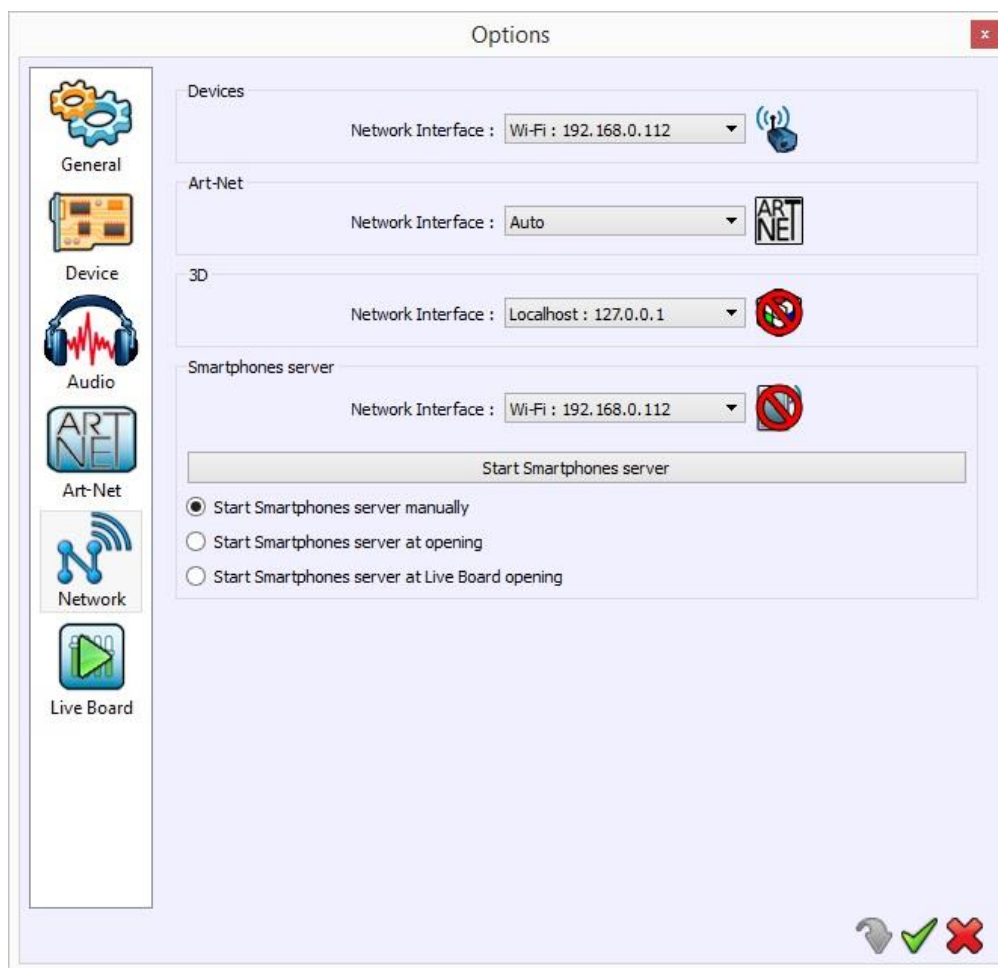 Options
x
General
Device
Audio
ART
NET
Art-Net
Network
Live Board
Devices
Network Interface : Wi-Fi : 192.168.0.112
Art-Net
Network Interface : Auto
ART
NET
3D
Network Interface : Localhost : 127.0.0.1
Smartphones server
Network Interface : Wi-Fi : 192.168.0.112
Start Smartphones server
Start Smartphones server manually
Start Smartphones server at opening
Start Smartphones server at Live Board opening